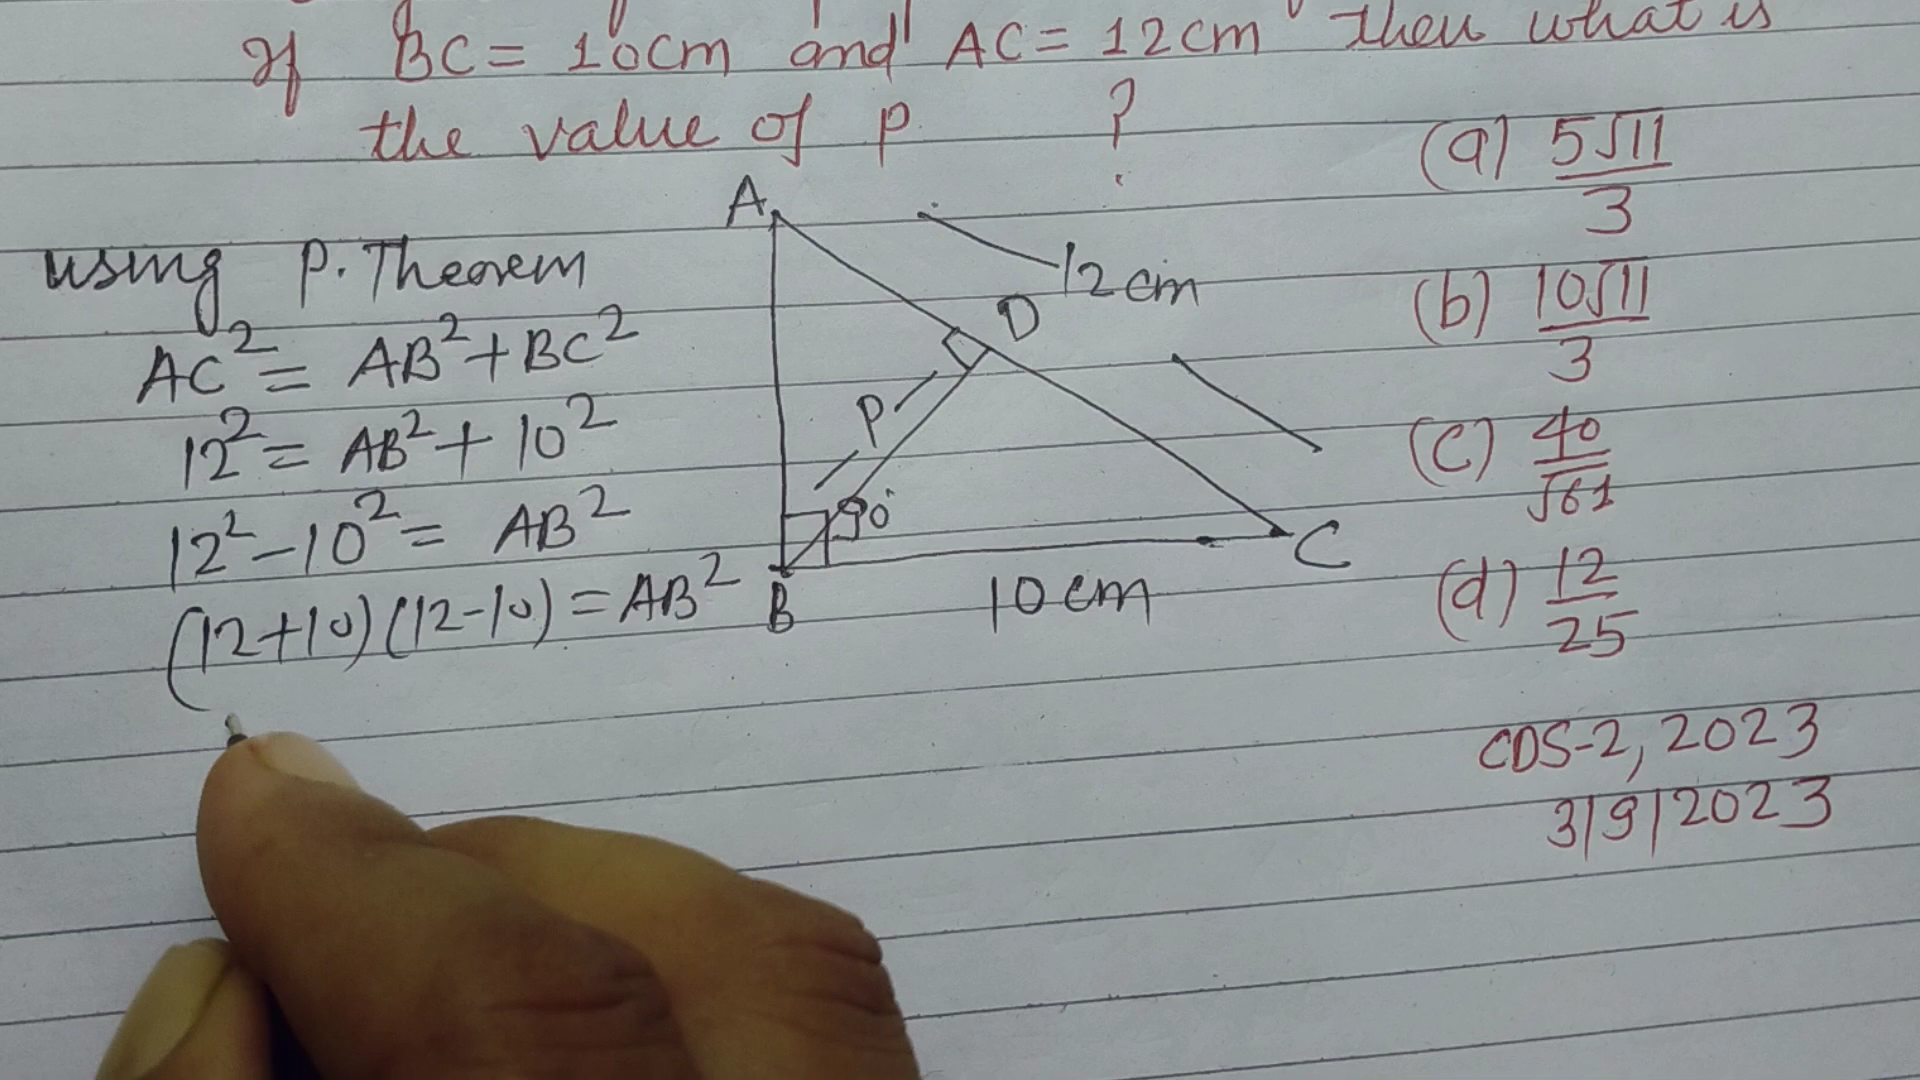 If BC = 10cm and AC = 12cm then what is
the value of p ?
(a) 5√11/3
(b) 10√11/3
(c) 40/√61
(d) 12/25
using P. Theorem
AC² = AB² + BC²
12² = AB² + 10²
12² - 10² = AB²
(12+10) (12-10) = AB²
A
12 cm
D
P
90°
B
C
10 cm
CDS-2, 2023
3/9/2023